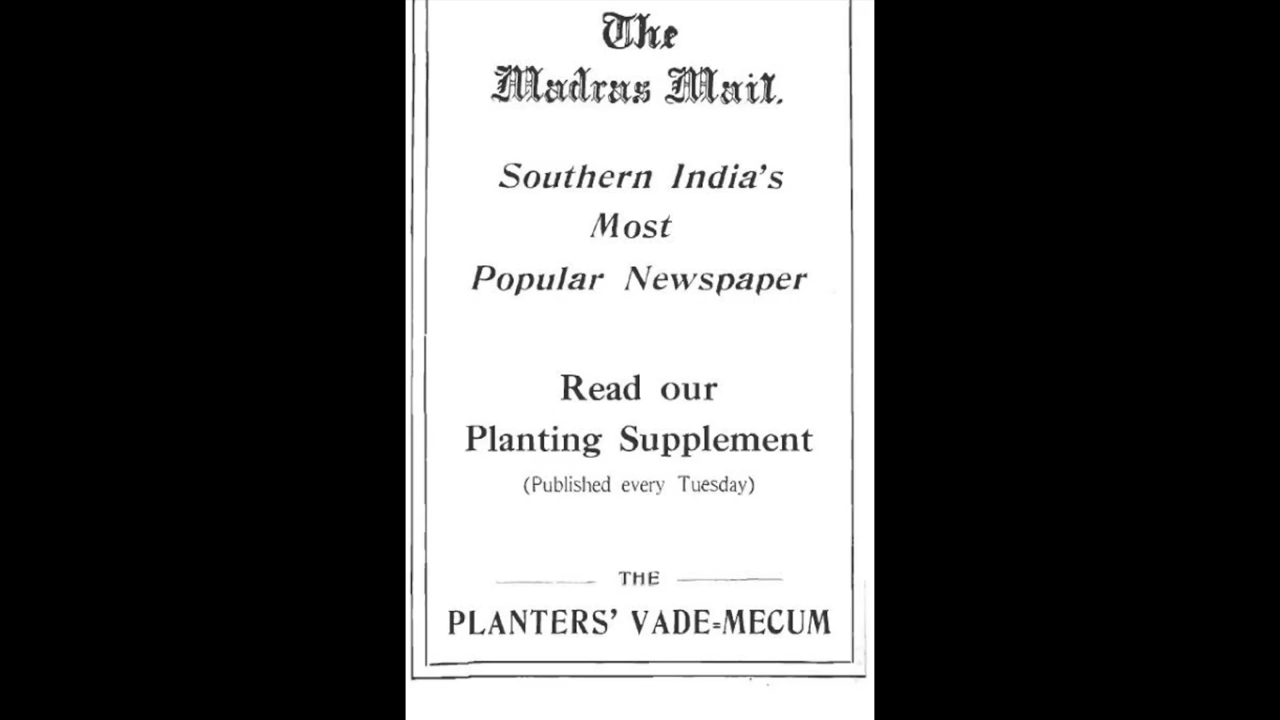 The
Madras Mail.
Southern India's
Most
Popular Newspaper
Read our
Planting Supplement
(Published every Tuesday)
THE
PLANTERS' VADE=MECUM